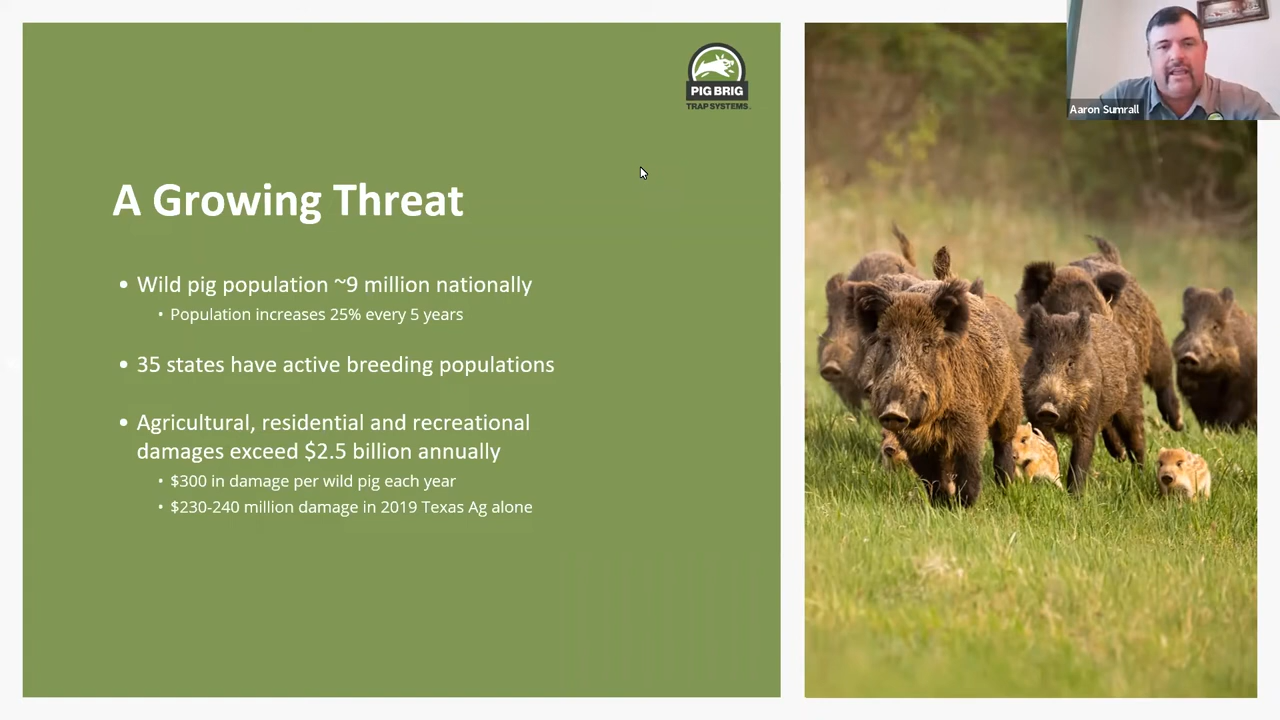 PIG BRIG
TRAP SYSTEMS.
Aaron Sumrall
A Growing Threat
• Wild pig population ~9 million nationally
• Population increases 25% every 5 years
• 35 states have active breeding populations
• Agricultural, residential and recreational
damages exceed $2.5 billion annually
• $300 in damage per wild pig each year
• $230-240 million damage in 2019 Texas Ag alone